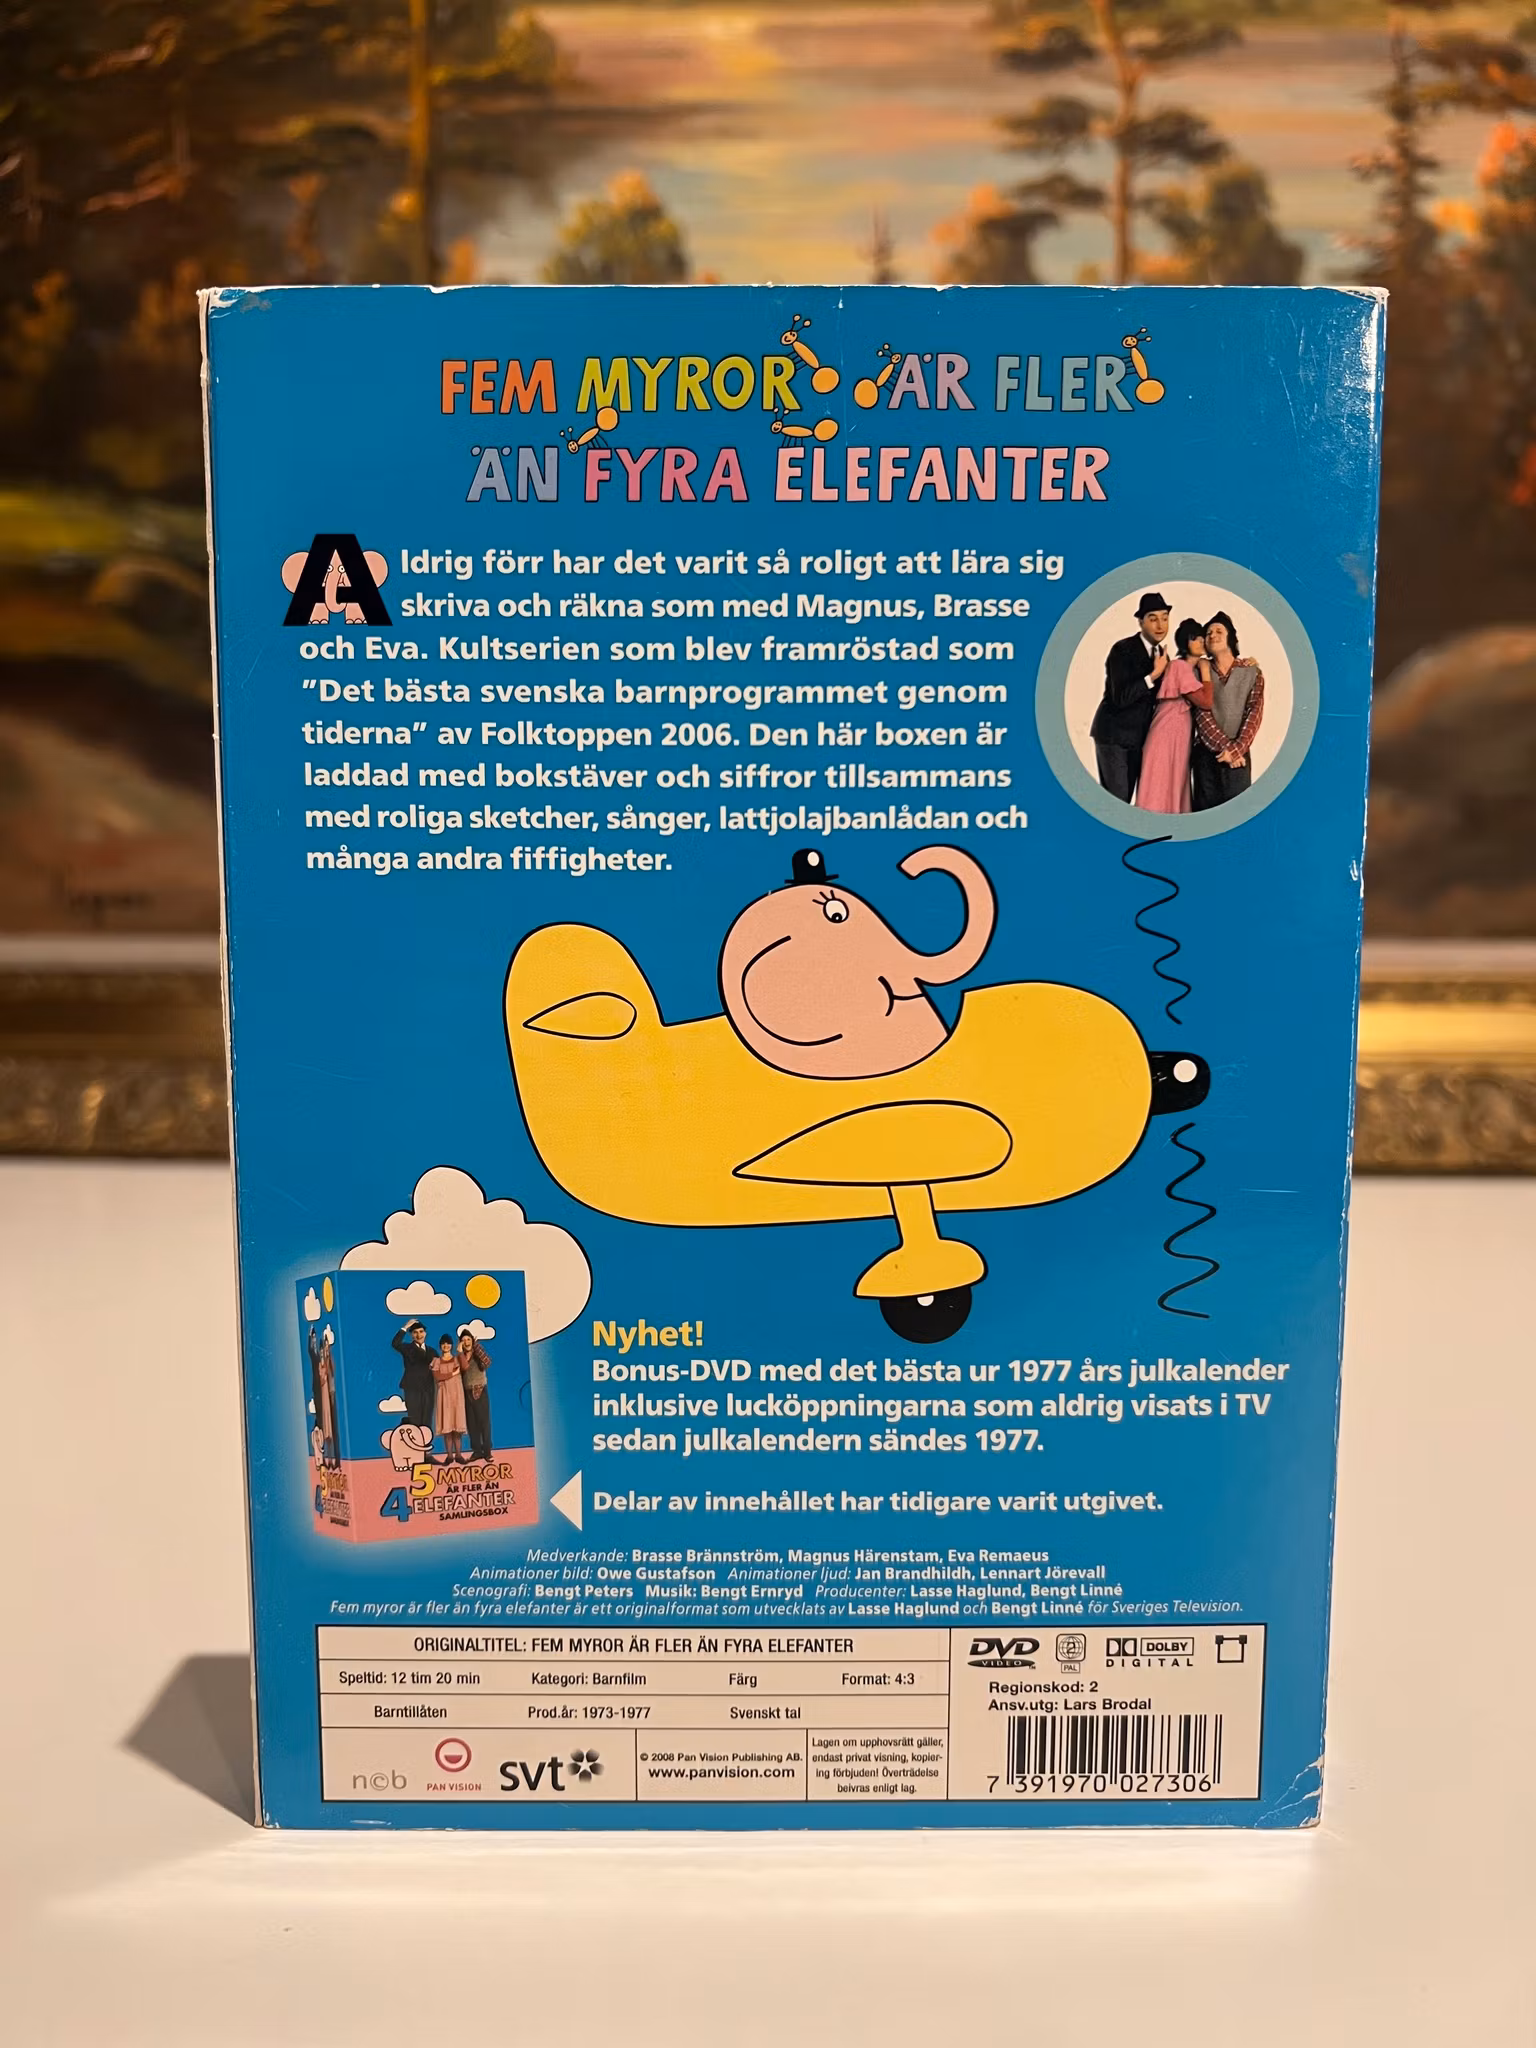 FEM MYROR ÄR FLER
ÄN FYRA ELEFANTER
Aldrig förr har det varit så roligt att lära sig
skriva och räkna som med Magnus, Brasse
och Eva. Kultserien som blev framröstad som
”Det bästa svenska barnprogrammet genom
tiderna” av Folktoppen 2006. Den här boxen är
laddad med bokstäver och siffror tillsammans
med roliga sketcher, sånger, lattjolajbanlådan och
många andra fiffigheter.
5 MYROR
ÄR FLER ÄN
4 ELEFANTER
SAMLINGSBOX
Nyhet!
Bonus-DVD med det bästa ur 1977 års julkalender
inklusive lucköppningarna som aldrig visats i TV
sedan julkalendern sändes 1977.
Delar av innehållet har tidigare varit utgivet.
Medverkande: Brasse Brännström, Magnus Härenstam, Eva Remaeus
Animationer bild: Owe Gustafson Animationer ljud: Jan Brandhildh, Lennart Jörevall
Scenografi: Bengt Peters Musik: Bengt Ernryd Producenter: Lasse Haglund, Bengt Linné
Fem myror är fler än fyra elefanter är ett originalformat som utvecklats av Lasse Haglund och Bengt Linné för Sveriges Television.
ORIGINALTITEL: FEM MYROR ÄR FLER ÄN FYRA ELEFANTER
Speltid: 12 tim 20 min Kategori: Barnfilm Färg Format: 4:3
Barntillåten Prod.år: 1973-1977 Svenskt tal
ncb
PAN VISION
svt
© 2008 Pan Vision Publishing AB.
www.panvision.com
Lagen om upphovsrätt gäller,
endast privat visning, kopier-
ing förbjuden! Överträdelse
beivras enligt lag.
DVD
VIDEO
2
PAL
DOLBY
DIGITAL
Regionskod: 2
Ansv.utg: Lars Brodal
7 391970 027306